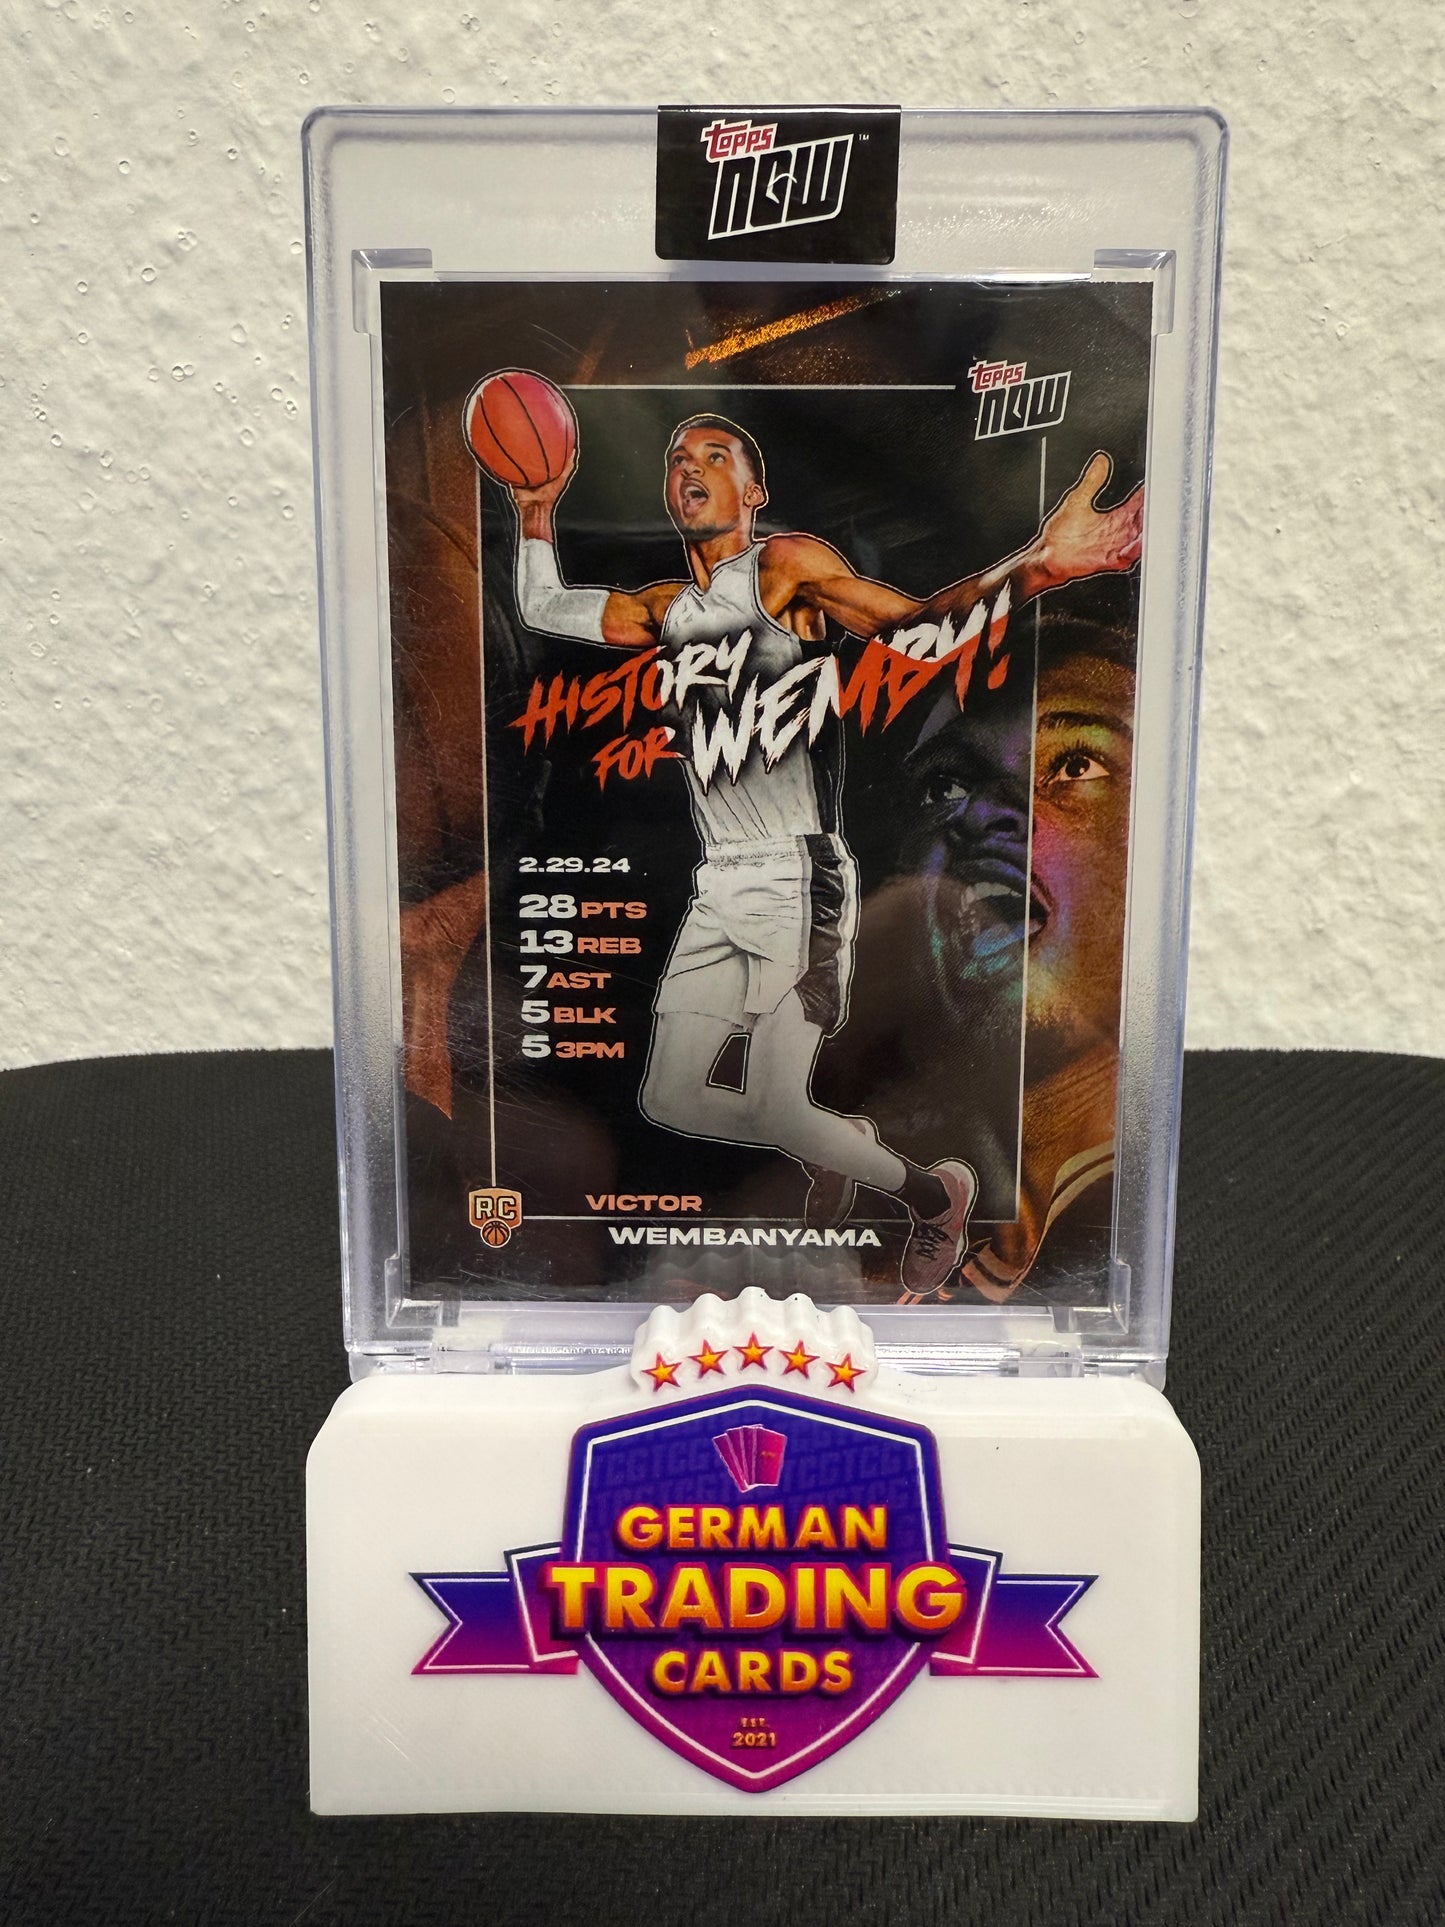 topps
NOW™
topps
NOW
HISTORY
FOR WEMBY!
2.29.24
28 PTS
13 REB
7 AST
5 BLK
5 3PM
RC
VICTOR
WEMBANYAMA
GERMAN
TRADING
CARDS
EST.
2021